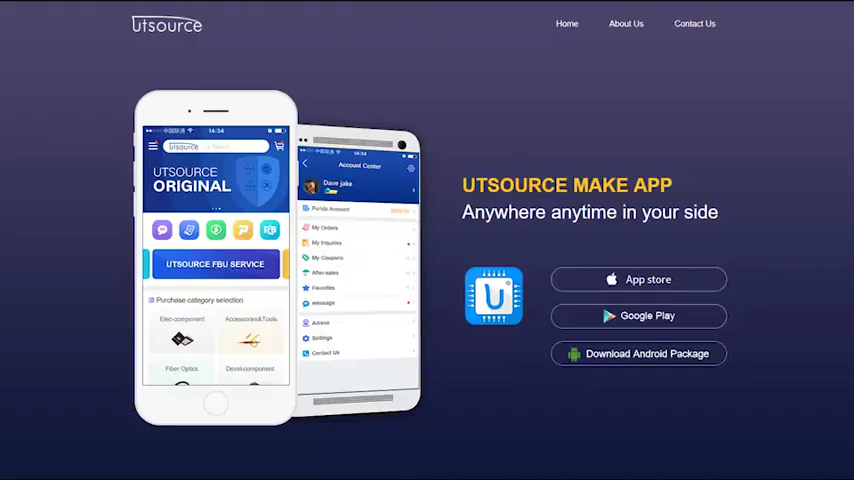 utsource
Home
About Us
Contact Us
14:34
utsource
Search
UTSOURCE
ORIGINAL
UTSOURCE FBU SERVICE
Purchase category selection
Elec-component
Accessories&Tools
Fiber Optics
Devel-component
14:34
Account Center
Dave jake
Funds Account
My Orders
My Inquiries
My Coupons
After-sales
Favorites
message
Settings
Contact Us
UTSOURCE MAKE APP
Anywhere anytime in your side
U
App store
Google Play
Download Android Package